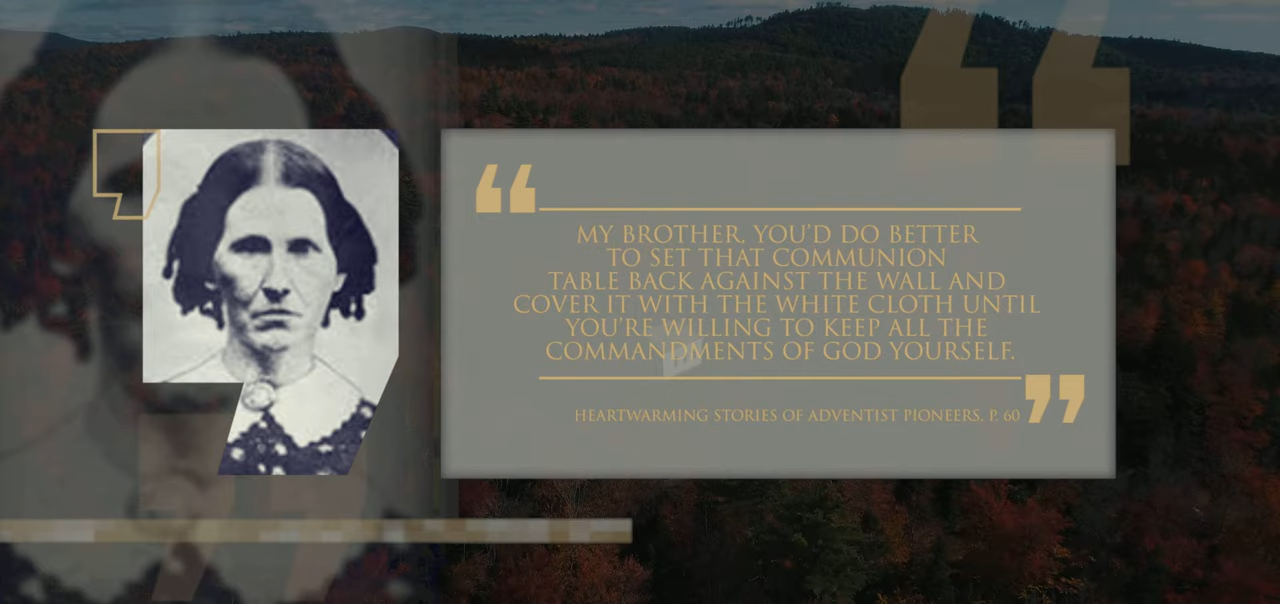 MY BROTHER, YOU'D DO BETTER
TO SET THAT COMMUNION
TABLE BACK AGAINST THE WALL AND
COVER IT WITH THE WHITE CLOTH UNTIL
YOU'RE WILLING TO KEEP ALL THE
COMMANDMENTS OF GOD YOURSELF.
HEARTWARMING STORIES OF ADVENTIST PIONEERS, P. 60